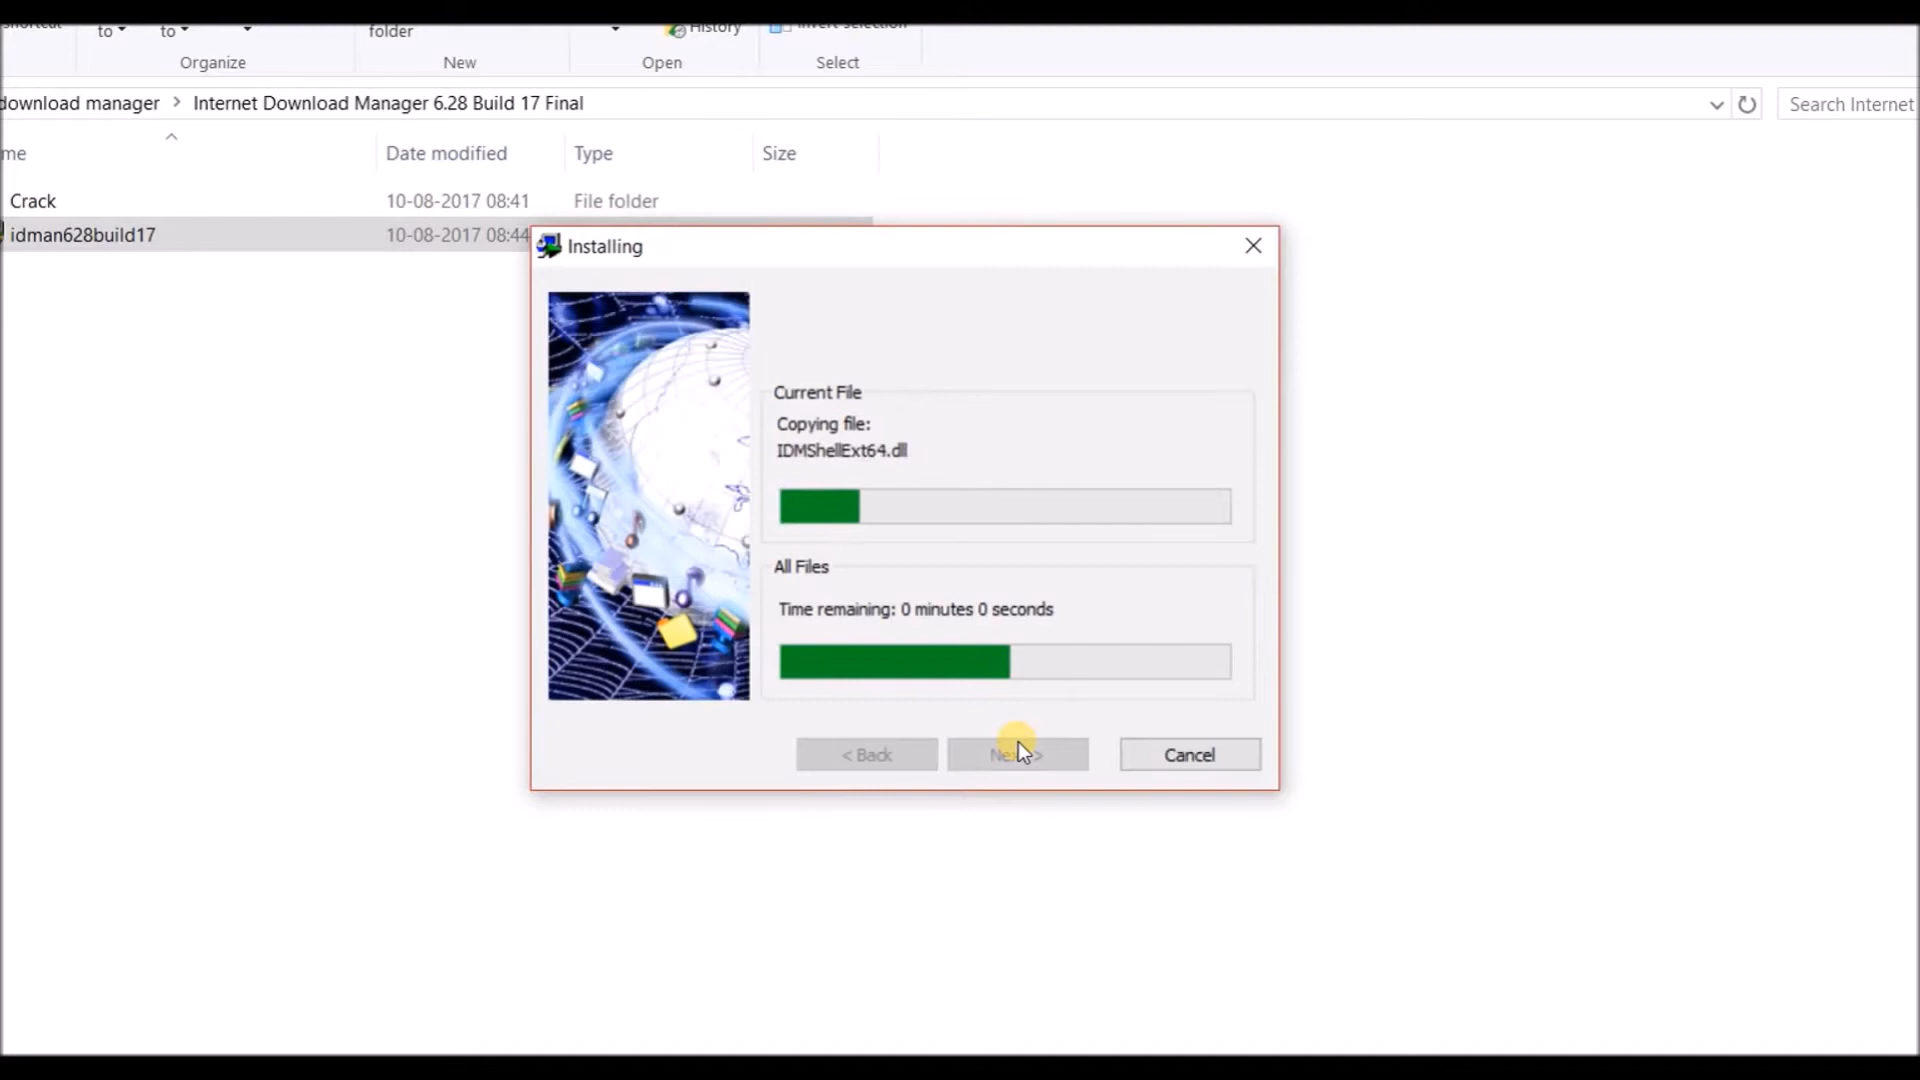 to
to
folder
History
Organize
New
Open
Select
download manager > Internet Download Manager 6.28 Build 17 Final
Search Internet
me
Date modified
Type
Size
Crack
10-08-2017 08:41
File folder
idman628build17
10-08-2017 08:44
Installing
Current File
Copying file:
IDMShellExt64.dll
All Files
Time remaining: 0 minutes 0 seconds
< Back
Cancel